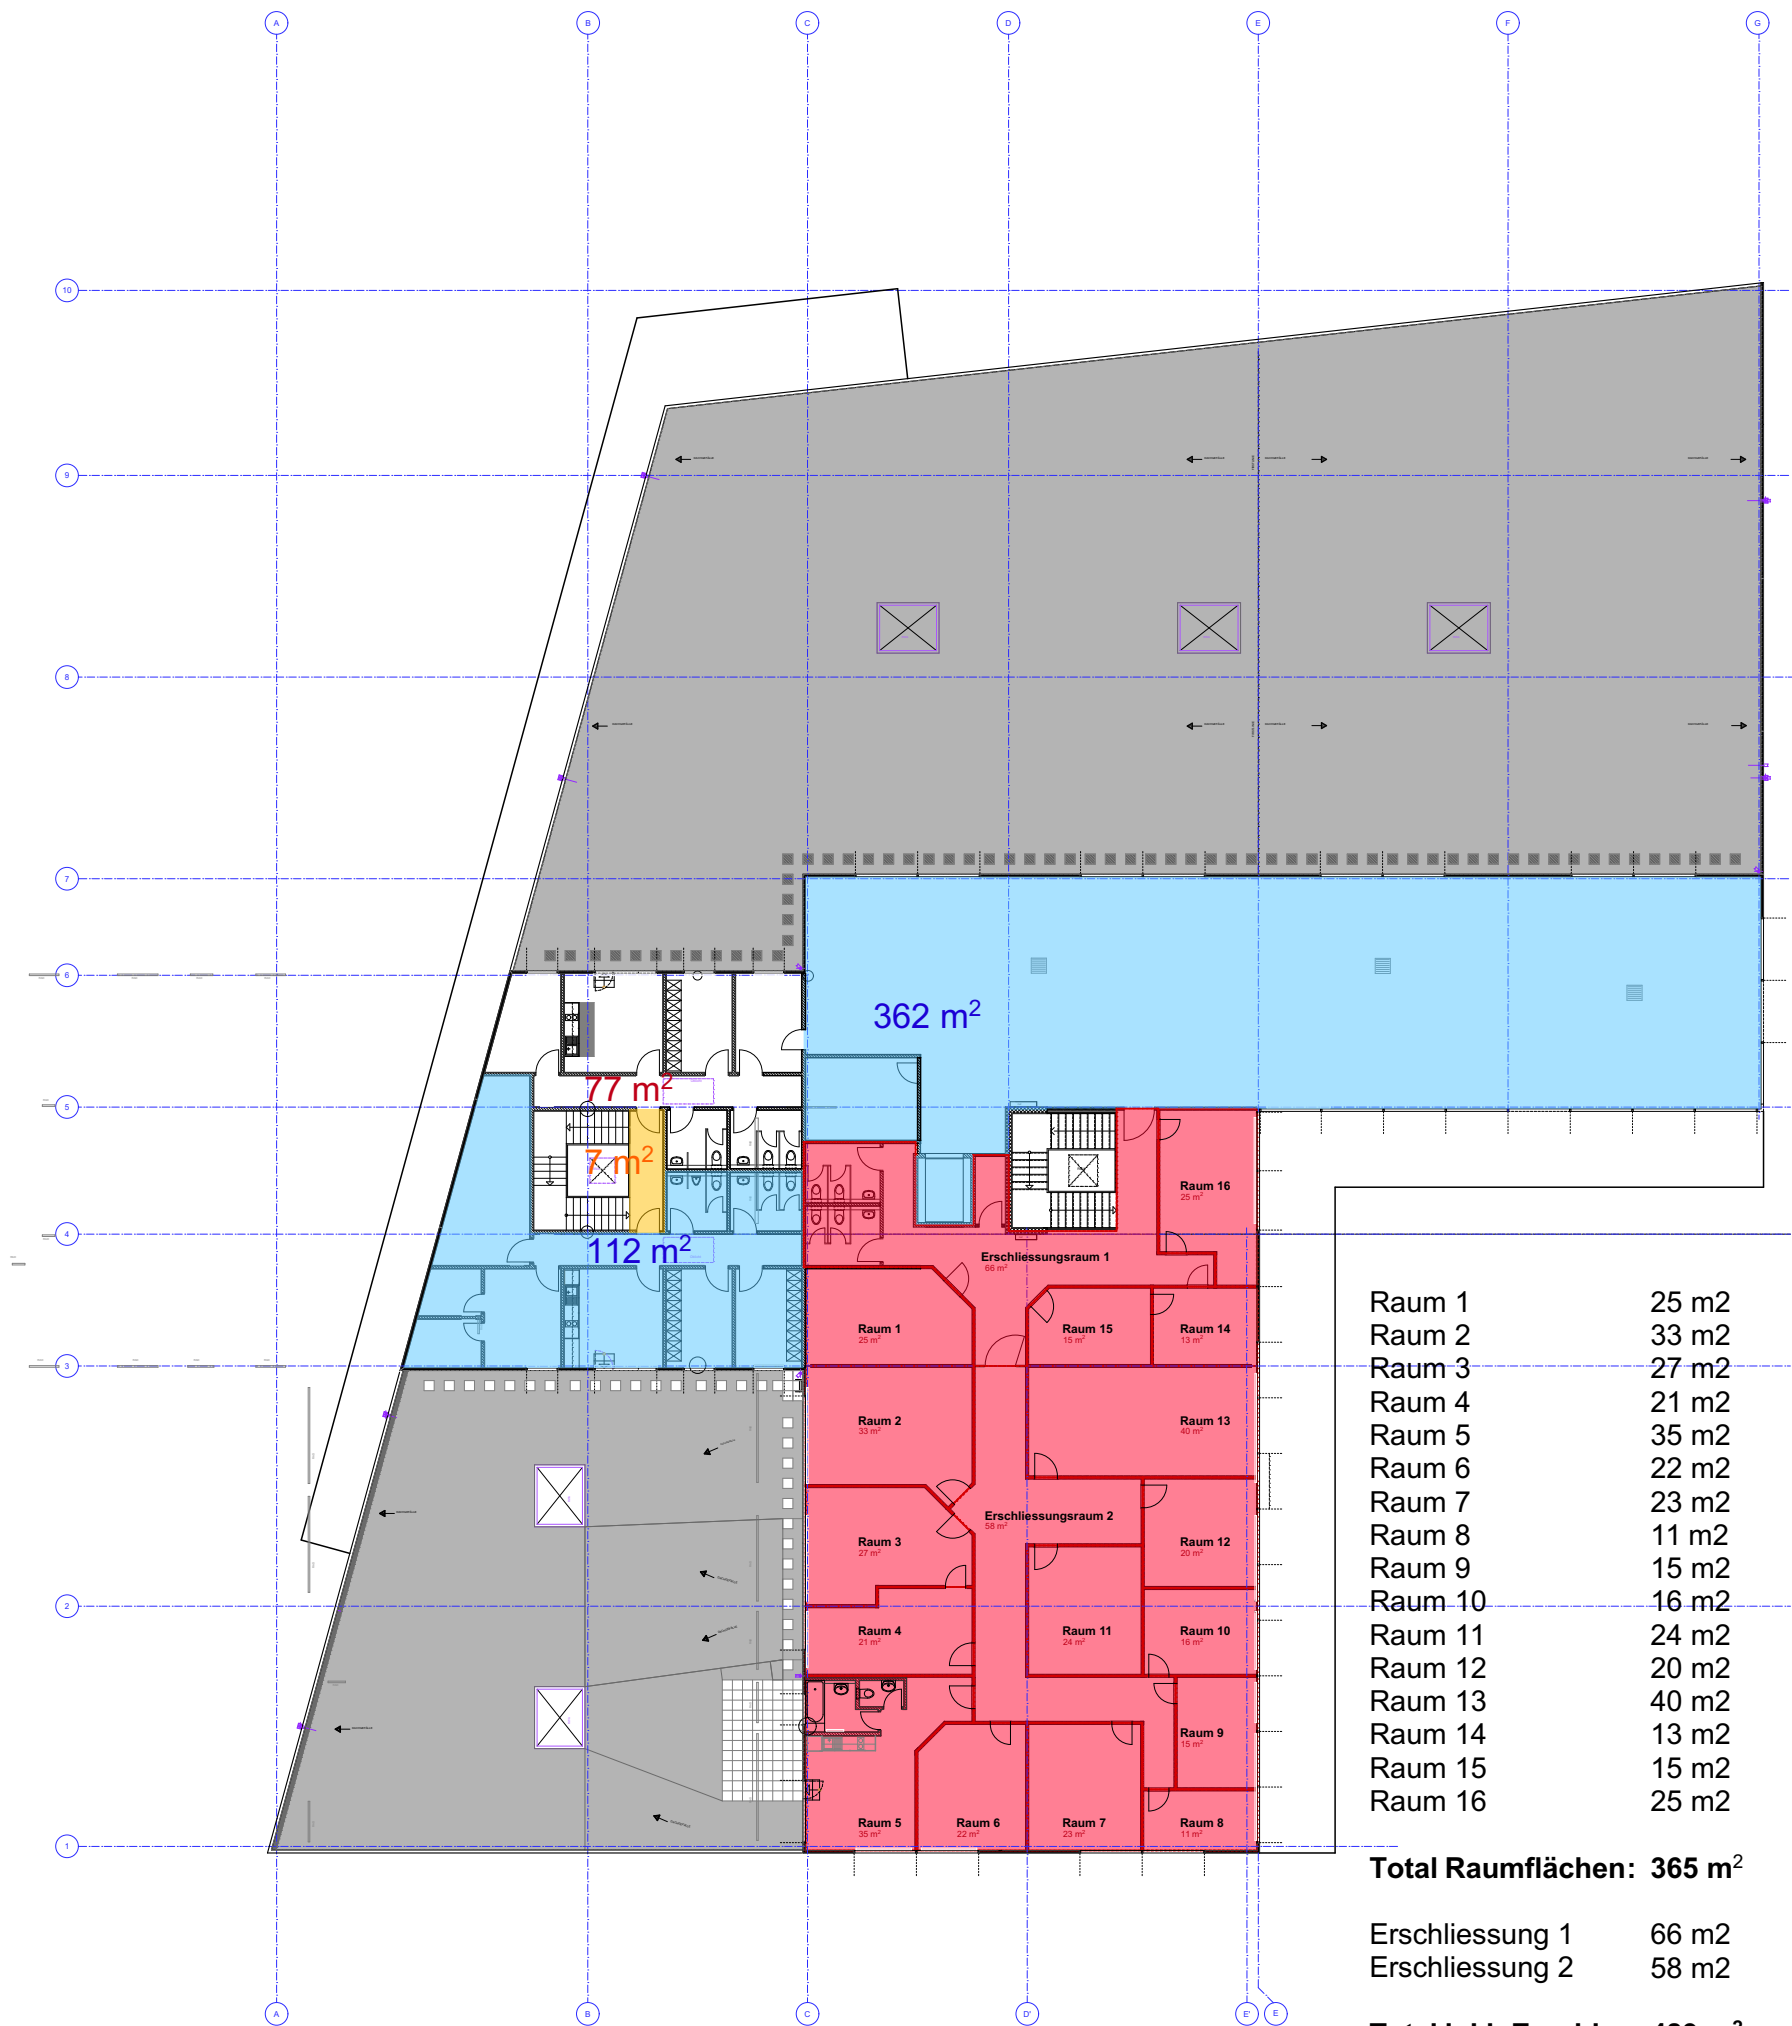 A B C D E F G
10
9
8
7
6
362 m²
77 m²
5
7 m²
Raum 16
25 m²
4
112 m²
Erschliessungsraum 1
66 m²
Raum 1
25 m²
Raum 15
15 m²
Raum 14
13 m²
3
Raum 2
33 m²
Raum 13
40 m²
Erschliessungsraum 2
58 m²
Raum 3
27 m²
Raum 12
20 m²
2
Raum 4
21 m²
Raum 11
24 m²
Raum 10
16 m²
Raum 9
15 m²
Raum 5
35 m²
Raum 6
22 m²
Raum 7
23 m²
Raum 8
11 m²
1
Raum 1 25 m2
Raum 2 33 m2
Raum 3 27 m2
Raum 4 21 m2
Raum 5 35 m2
Raum 6 22 m2
Raum 7 23 m2
Raum 8 11 m2
Raum 9 15 m2
Raum 10 16 m2
Raum 11 24 m2
Raum 12 20 m2
Raum 13 40 m2
Raum 14 13 m2
Raum 15 15 m2
Raum 16 25 m2
Total Raumflächen: 365 m²
Erschliessung 1 66 m2
Erschliessung 2 58 m2
A B C D' E' E